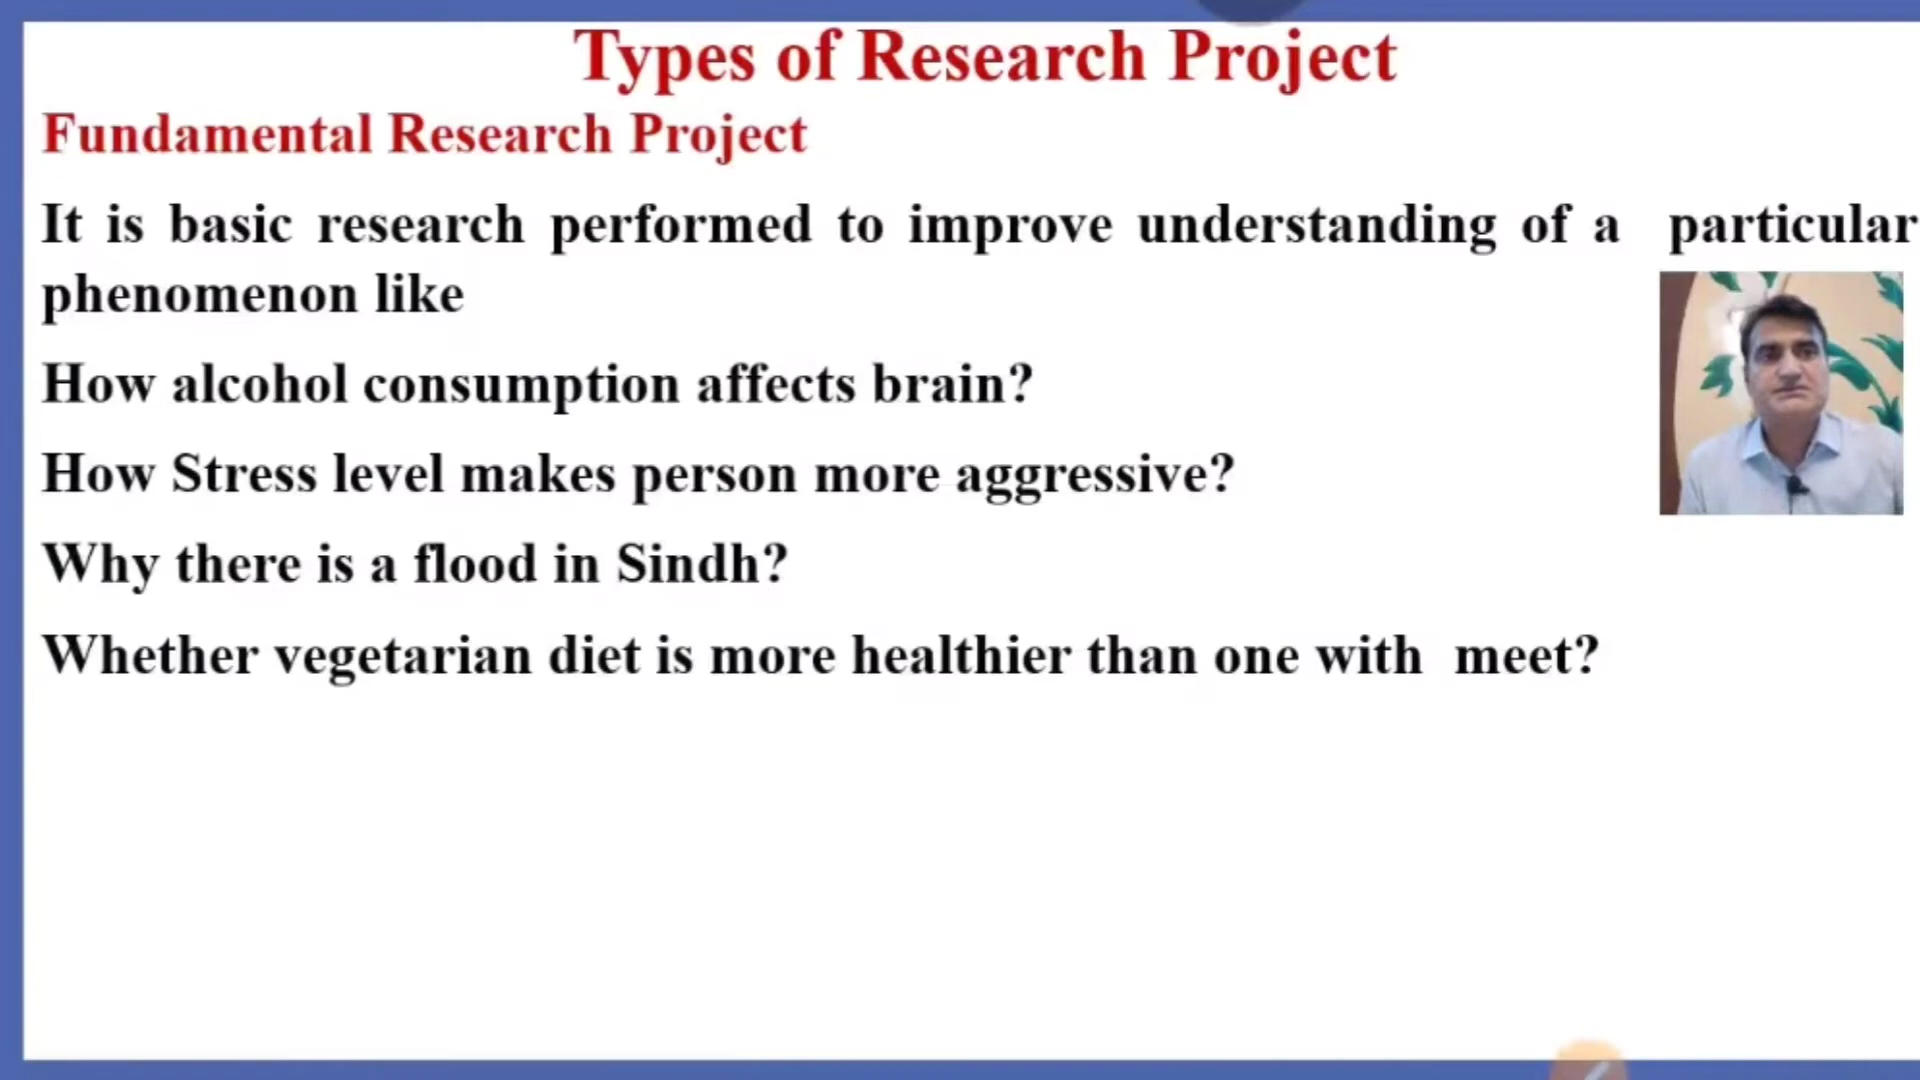 Types of Research Project
Fundamental Research Project
It is basic research performed to improve understanding of a particular
phenomenon like
How alcohol consumption affects brain?
How Stress level makes person more aggressive?
Why there is a flood in Sindh?
Whether vegetarian diet is more healthier than one with meet?